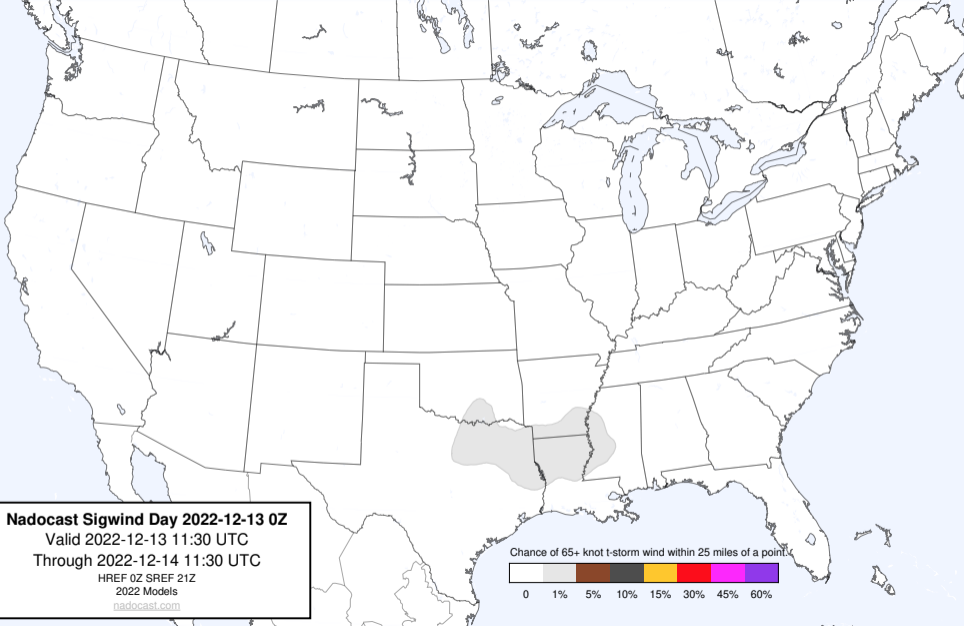 Nadocast Sigwind Day 2022-12-13 0Z
Valid 2022-12-13 11:30 UTC
Through 2022-12-14 11:30 UTC
HREF 0Z SREF 21Z
2022 Models
nadocast.com
Chance of 65+ knot t-storm wind within 25 miles of a point.
0 1% 5% 10% 15% 30% 45% 60%